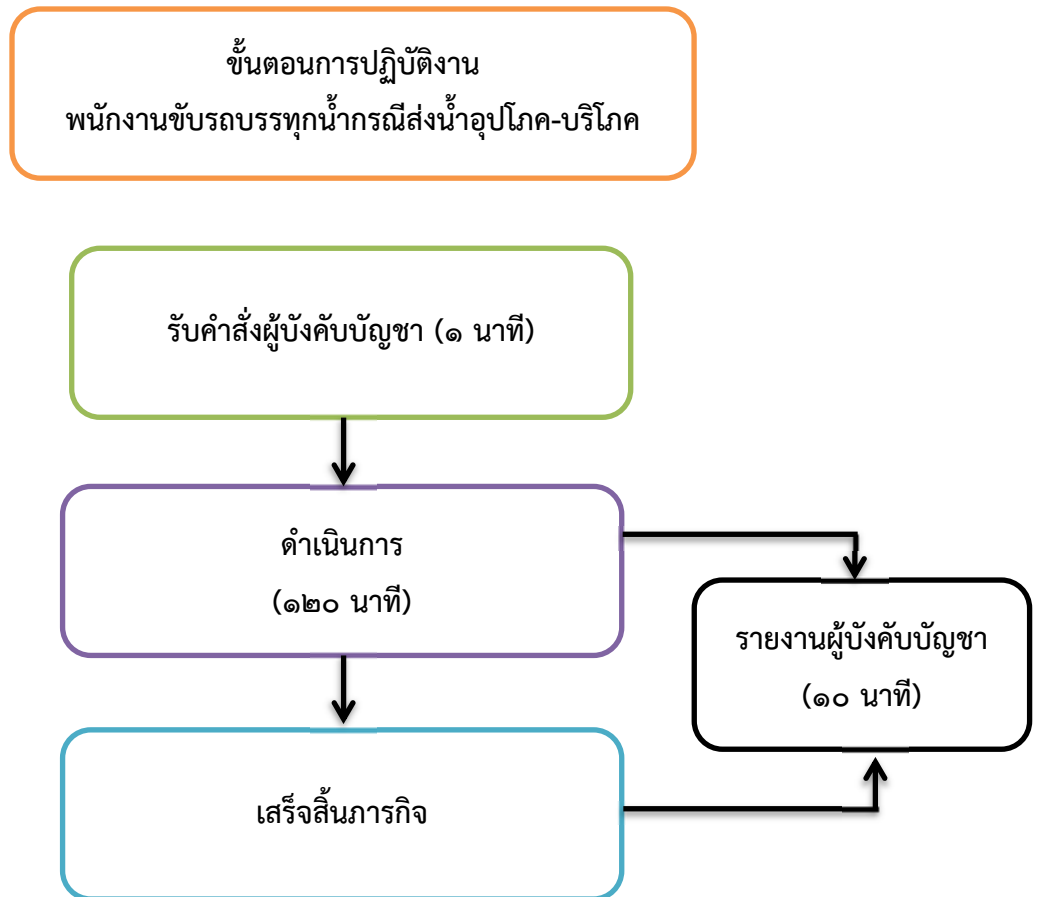 ขั้นตอนการปฏิบัติงาน
พนักงานขับรถบรรทุกน้ำกรณีส่งน้ำอุปโภค-บริโภค
รับคำสั่งผู้บังคับบัญชา (๑ นาที)
ดำเนินการ
(๑๒๐ นาที)
รายงานผู้บังคับบัญชา
(๑๐ นาที)
เสร็จสิ้นภารกิจ